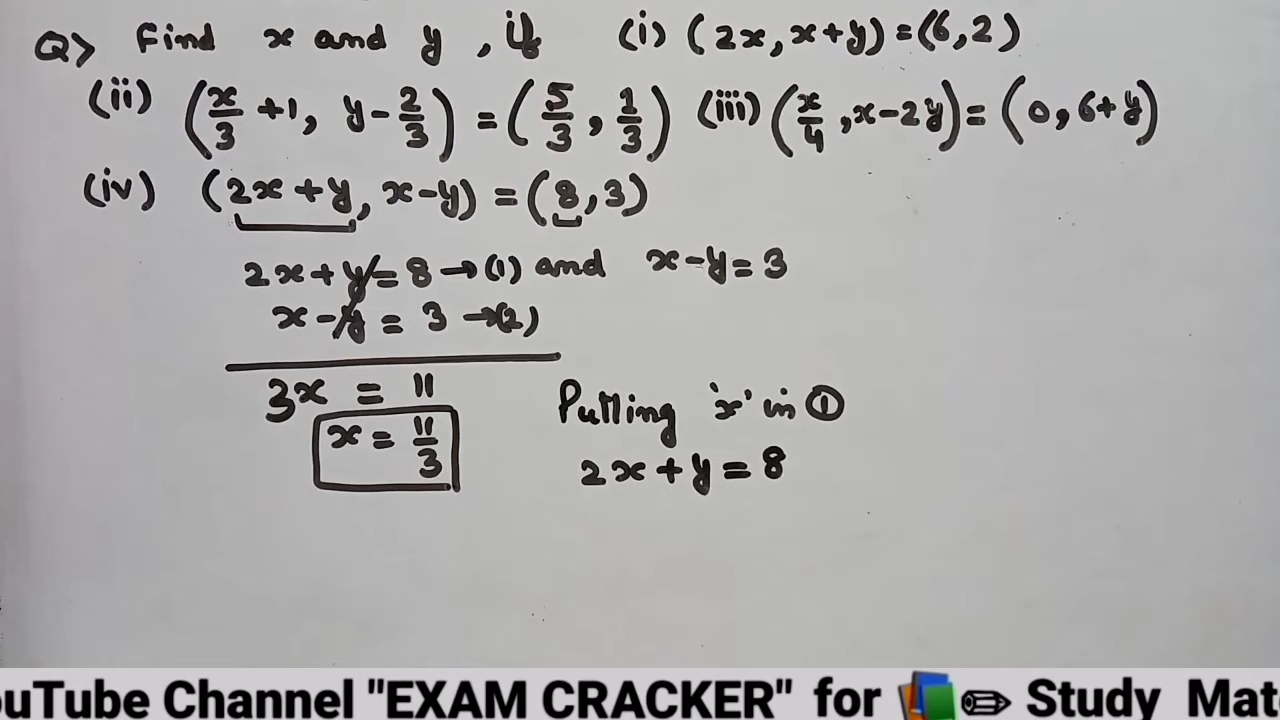 Q> Find x and y , if (i) (2x, x+y) = (6, 2)
(ii) (x/3 +1, y-2/3) = (5/3, 1/3) (iii) (x/4, x-2y) = (0, 6+y)
(iv) (2x+y, x-y) = (8, 3)
2x+y=8 → (1) and x-y=3
x-y = 3 → (2)
3x = 11
x = 11/3
Putting 'x' in ①
2x+y=8
ouTube Channel "EXAM CRACKER" for Study Mat